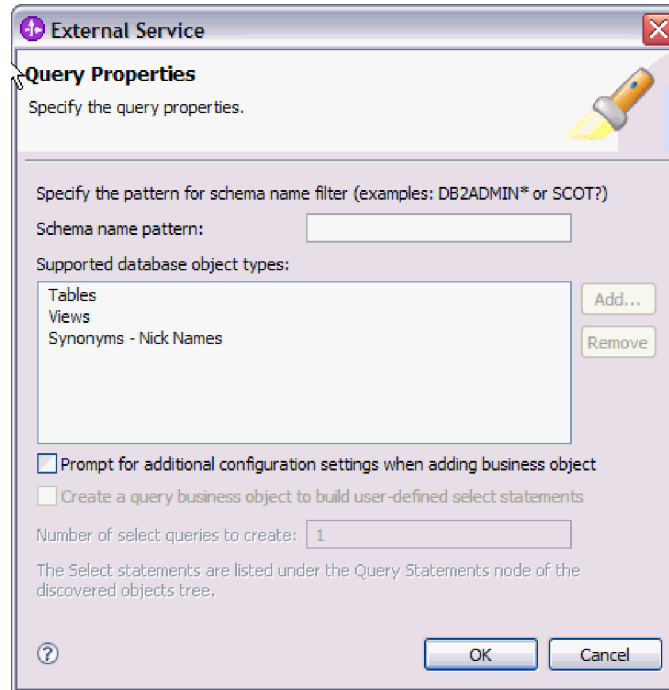 External Service
Query Properties
Specify the query properties.
Specify the pattern for schema name filter (examples: DB2ADMIN* or SCOT?)
Schema name pattern:
Supported database object types:
Tables
Views
Synonyms - Nick Names
Add...
Remove
Prompt for additional configuration settings when adding business object
Create a query business object to build user-defined select statements
Number of select queries to create: 1
The Select statements are listed under the Query Statements node of the
discovered objects tree.
? OK Cancel